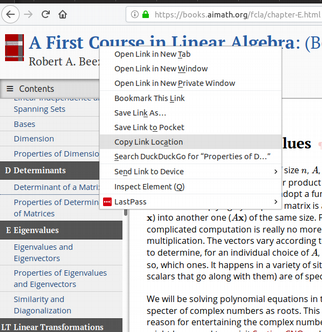 https://books.aimath.org/fcla/chapter-E.html
A First Course in Linear Algebra: (B
Robert A. Bee
Contents
Linear Independence and
Spanning Sets
Bases
Dimension
Properties of Dimension
D Determinants
Determinant of a Matrix
Properties of Deter
of Matrices
E Eigenvalues
Eigenvalues and
Eigenvectors
Properties of Eigenvalues
and Eigenvectors
Similarity and
Diagonalization
LT Linear Transformations
Open Link in New Tab
Open Link in New Window
Open Link in New Private Window
Bookmark This Link
Save Link As...
Save Link to Pocket
Copy Link Location
Search DuckDuckGo for "Properties of D..."
Send Link to Device
Inspect Element (Q)
LastPass
lues
size n, A,
r produc
adopt a fu
matrix is a
x) into another one (Ax) of the same size. F
complicated computation is really no more
multiplication. The vectors vary according t
to determine, for an individual choice of A,
so, which ones. It happens in a variety of sit
scalars that go along with them) are of spec
We will be solving polynomial equations in t
specter of complex numbers as roots. This
reason for entertaining the complex numbe